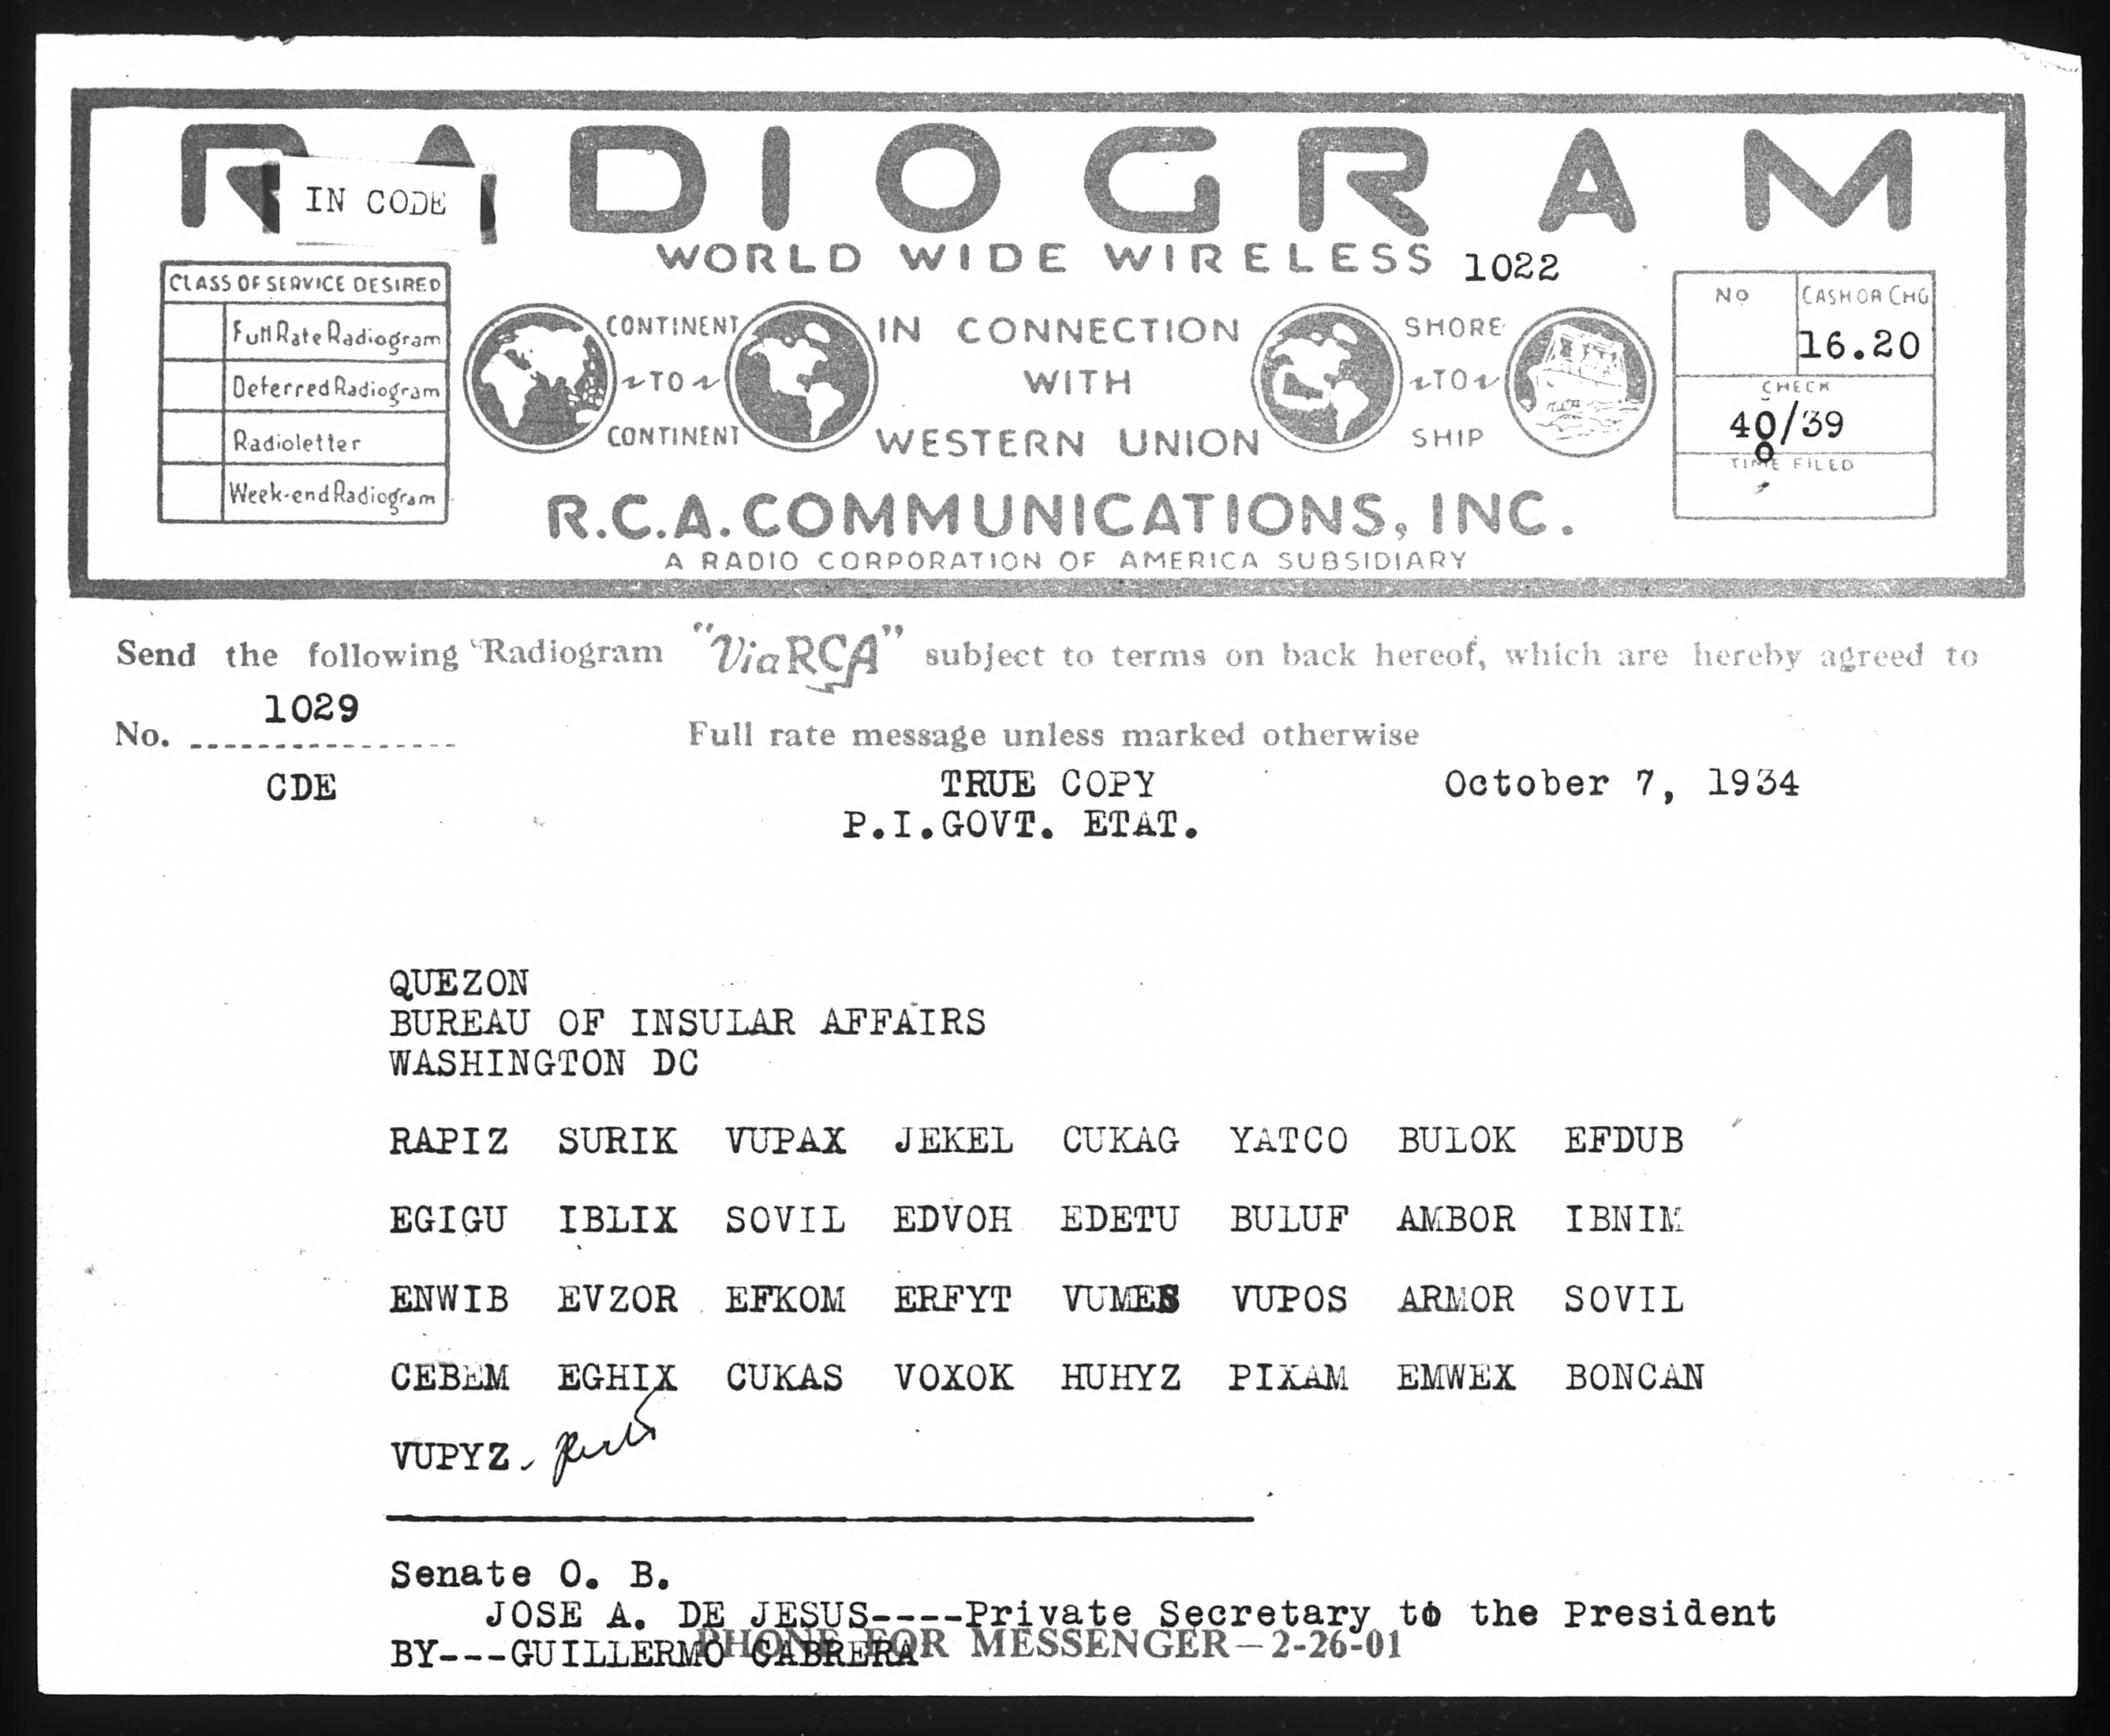 RADIOGRAM
IN CODE
WORLD WIDE WIRELESS 1022
CLASS OF SERVICE DESIRED
Full Rate Radiogram
Deferred Radiogram
Radioletter
Week-end Radiogram
CONTINENT
TO
CONTINENT
IN CONNECTION
WITH
WESTERN UNION
SHORE
TO
SHIP
No
CASH OR CHG
16.20
CHECK
40/39
8
TIME FILED
R.C.A. COMMUNICATIONS, INC.
A RADIO CORPORATION OF AMERICA SUBSIDIARY
Send the following Radiogram "Via RCA" subject to terms on back hereof, which are hereby agreed to
1029
No. Full rate message unless marked otherwise
CDE TRUE COPY October 7, 1934
P.I.GOVT. ETAT.
QUEZON
BUREAU OF INSULAR AFFAIRS
WASHINGTON DC
RAPIZ SURIK VUPAX JEKEL CUKAG YATCO BULOK EFDUB
EGIGU IBLIX SOVIL EDVOH EDETU BULUF AMBOR IBNIM
ENWIB EVZOR EFKOM ERFYT VUMES VUPOS ARMOR SOVIL
CEBEM EGHIX CUKAS VOXOK HUHYZ PIXAM EMWEX BONCAN
VUPYZ
Senate O. B.
JOSE A. DE JESUS----Private Secretary to the President
BY---GUILLERMO CABRERA
PHONE FOR MESSENGER—2-26-01